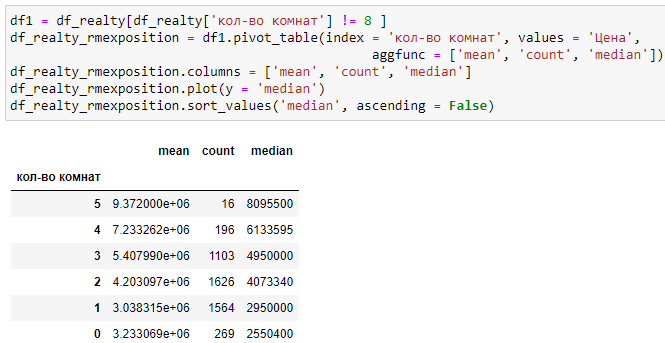 df1 = df_realty[df_realty['кол-во комнат'] != 8 ]
df_realty_rmexposition = df1.pivot_table(index = 'кол-во комнат', values = 'Цена',
aggfunc = ['mean', 'count', 'median'])
df_realty_rmexposition.columns = ['mean', 'count', 'median']
df_realty_rmexposition.plot(y = 'median')
df_realty_rmexposition.sort_values('median', ascending = False)
mean count median
кол-во комнат
5 9.372000e+06 16 8095500
4 7.233262e+06 196 6133595
3 5.407990e+06 1103 4950000
2 4.203097e+06 1626 4073340
1 3.038315e+06 1564 2950000
0 3.233069e+06 269 2550400